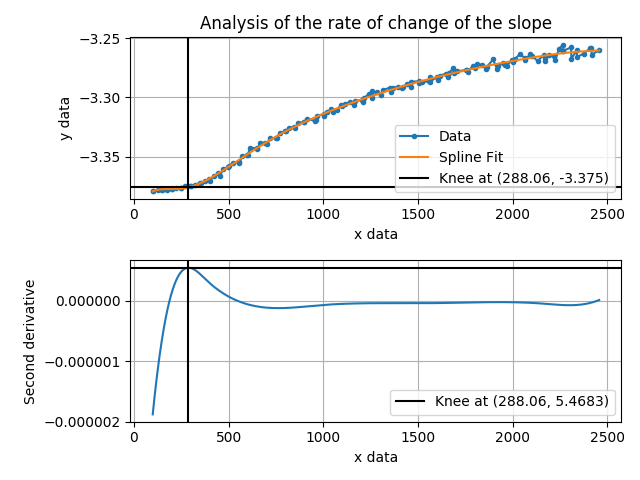 Analysis of the rate of change of the slope
−3.25
−3.30
−3.35
y data
Data
Spline Fit
Knee at (288.06, -3.375)
0 500 1000 1500 2000 2500
x data
0.000000
−0.000001
−0.000002
Second derivative
Knee at (288.06, 5.4683)
0 500 1000 1500 2000 2500
x data